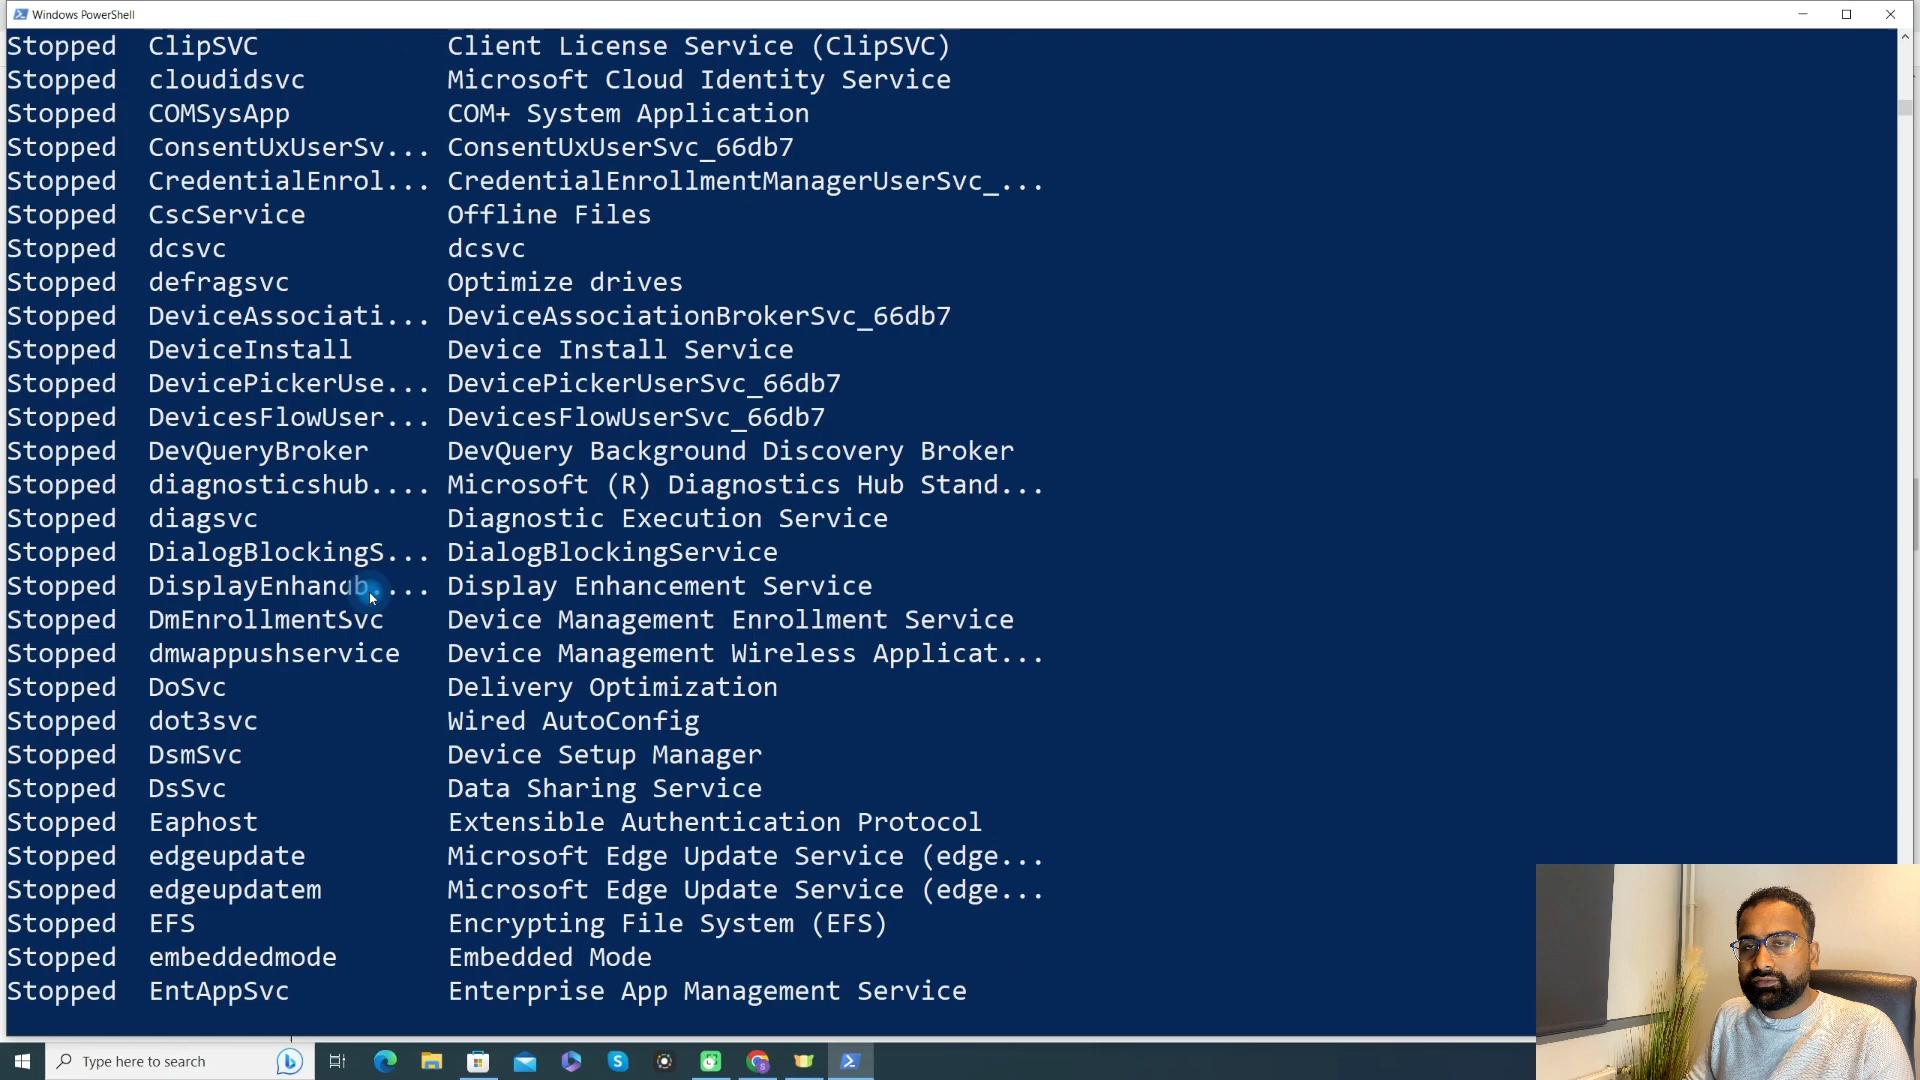 Windows PowerShell
Stopped ClipSVC Client License Service (ClipSVC)
Stopped cloudidsvc Microsoft Cloud Identity Service
Stopped COMSysApp COM+ System Application
Stopped ConsentUxUserSv... ConsentUxUserSvc_66db7
Stopped CredentialEnrol... CredentialEnrollmentManagerUserSvc_...
Stopped CscService Offline Files
Stopped dcsvc dcsvc
Stopped defragsvc Optimize drives
Stopped DeviceAssociati... DeviceAssociationBrokerSvc_66db7
Stopped DeviceInstall Device Install Service
Stopped DevicePickerUse... DevicePickerUserSvc_66db7
Stopped DevicesFlowUser... DevicesFlowUserSvc_66db7
Stopped DevQueryBroker DevQuery Background Discovery Broker
Stopped diagnosticshub.... Microsoft (R) Diagnostics Hub Stand...
Stopped diagsvc Diagnostic Execution Service
Stopped DialogBlockingS... DialogBlockingService
Stopped Display Enhancement Service
Stopped DmEnrollmentSvc Device Management Enrollment Service
Stopped dmwappushservice Device Management Wireless Applicat...
Stopped DoSvc Delivery Optimization
Stopped dot3svc Wired AutoConfig
Stopped DsmSvc Device Setup Manager
Stopped DsSvc Data Sharing Service
Stopped Eaphost Extensible Authentication Protocol
Stopped edgeupdate Microsoft Edge Update Service (edge...
Stopped edgeupdatem Microsoft Edge Update Service (edge...
Stopped EFS Encrypting File System (EFS)
Stopped embeddedmode Embedded Mode
Stopped EntAppSvc Enterprise App Management Service
Type here to search